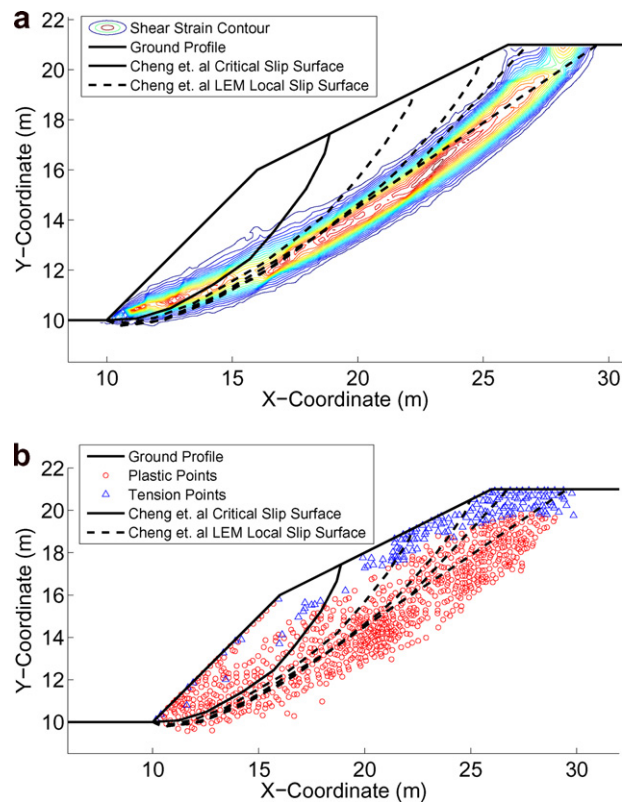 a
Shear Strain Contour
Ground Profile
Cheng et. al Critical Slip Surface
Cheng et. al LEM Local Slip Surface
22
20
18
16
14
12
10
Y-Coordinate (m)
10 15 20 25 30
X-Coordinate (m)
b
Ground Profile
Plastic Points
Tension Points
Cheng et. al Critical Slip Surface
Cheng et. al LEM Local Slip Surface
22
20
18
16
14
12
10
Y-Coordinate (m)
10 15 20 25 30
X-Coordinate (m)